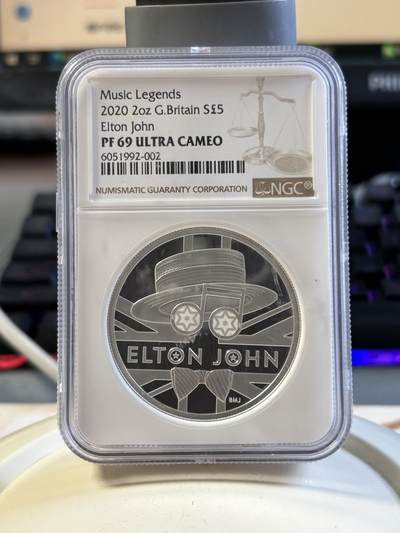 Music Legends
2020 2oz G.Britain S£5
Elton John
PF 69 ULTRA CAMEO
6051992-002
NUMISMATIC GUARANTY CORPORATION
NGC®
ELTON JOHN
BMJ